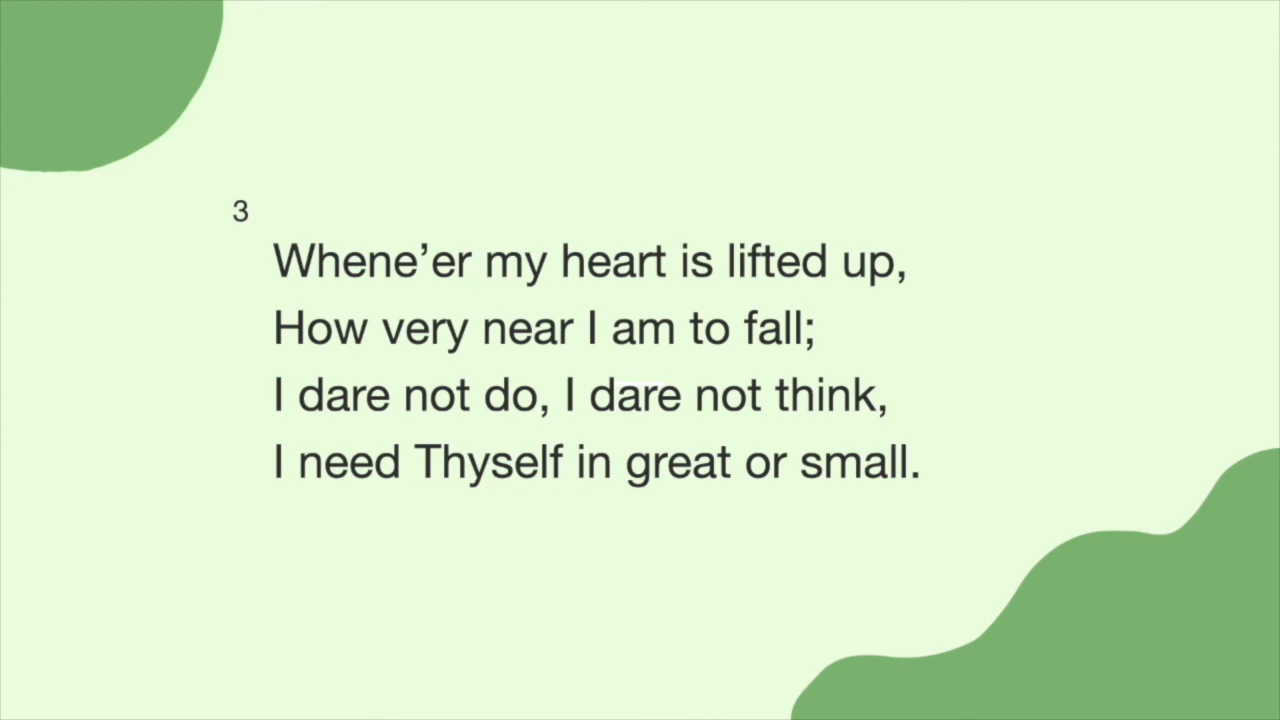 3
Whene’er my heart is lifted up,
How very near I am to fall;
I dare not do, I dare not think,
I need Thyself in great or small.